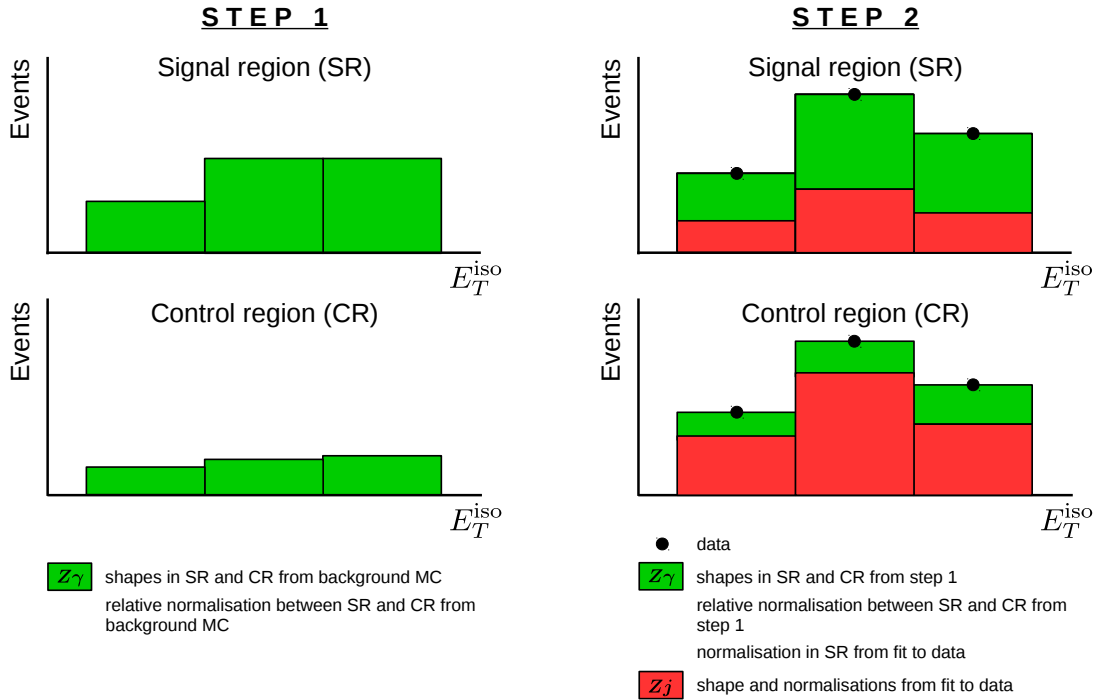 STEP 1
Signal region (SR)
Events
E_T^iso
Control region (CR)
Events
E_T^iso
Zγ shapes in SR and CR from background MC
relative normalisation between SR and CR from
background MC
STEP 2
Signal region (SR)
Events
E_T^iso
Control region (CR)
Events
E_T^iso
data
Zγ shapes in SR and CR from step 1
relative normalisation between SR and CR from
step 1
normalisation in SR from fit to data
Zj shape and normalisations from fit to data